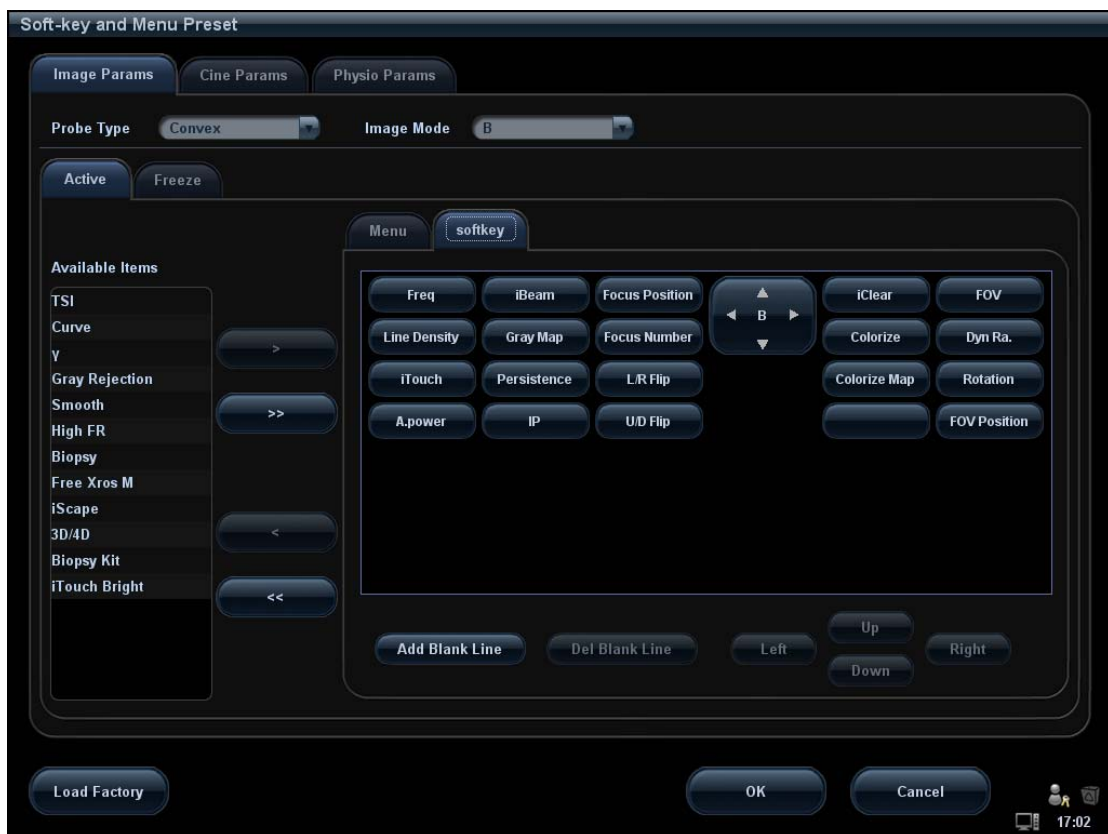 Soft-key and Menu Preset
Image Params Cine Params Physio Params
Probe Type Convex Image Mode B
Active Freeze
Menu softkey
Available Items
TSI
Curve
γ
Gray Rejection
Smooth
High FR
Biopsy
Free Xros M
iScape
3D/4D
Biopsy Kit
iTouch Bright
>
>>
<
<<
Freq iBeam Focus Position B iClear FOV
Line Density Gray Map Focus Number Colorize Dyn Ra.
iTouch Persistence L/R Flip Colorize Map Rotation
A.power IP U/D Flip FOV Position
Add Blank Line Del Blank Line Left Up Down Right
Load Factory OK Cancel
17:02